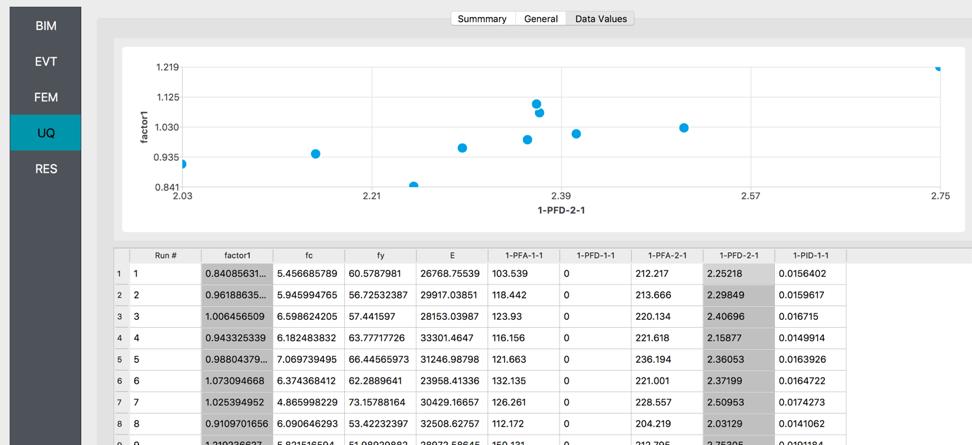 Summmary General Data Values
BIM
EVT
FEM
UQ
RES
1.219
1.125
1.030
0.935
0.841
factor1
2.03 2.21 2.39 2.57 2.75
1-PFD-2-1
Run # factor1 fc fy E 1-PFA-1-1 1-PFD-1-1 1-PFA-2-1 1-PFD-2-1 1-PID-1-1
1 1 0.84085631... 5.456685789 60.5787981 26768.75539 103.539 0 212.217 2.25218 0.0156402
2 2 0.96188635... 5.945994765 56.72532387 29917.03851 118.442 0 213.666 2.29849 0.0159617
3 3 1.006456509 6.598624205 57.441597 28153.03987 123.93 0 220.134 2.40696 0.016715
4 4 0.943325339 6.182483832 63.77717726 33301.4647 116.156 0 221.618 2.15877 0.0149914
5 5 0.98804379... 7.069739495 66.44565973 31246.98798 121.663 0 236.194 2.36053 0.0163926
6 6 1.073094668 6.374368412 62.2889641 23958.41336 132.135 0 221.001 2.37199 0.0164722
7 7 1.025394952 4.865998229 73.15788164 30429.16657 126.261 0 228.557 2.50953 0.0174273
8 8 0.9109701656 6.090646293 53.42232397 32508.62757 112.172 0 204.219 2.03129 0.0141062